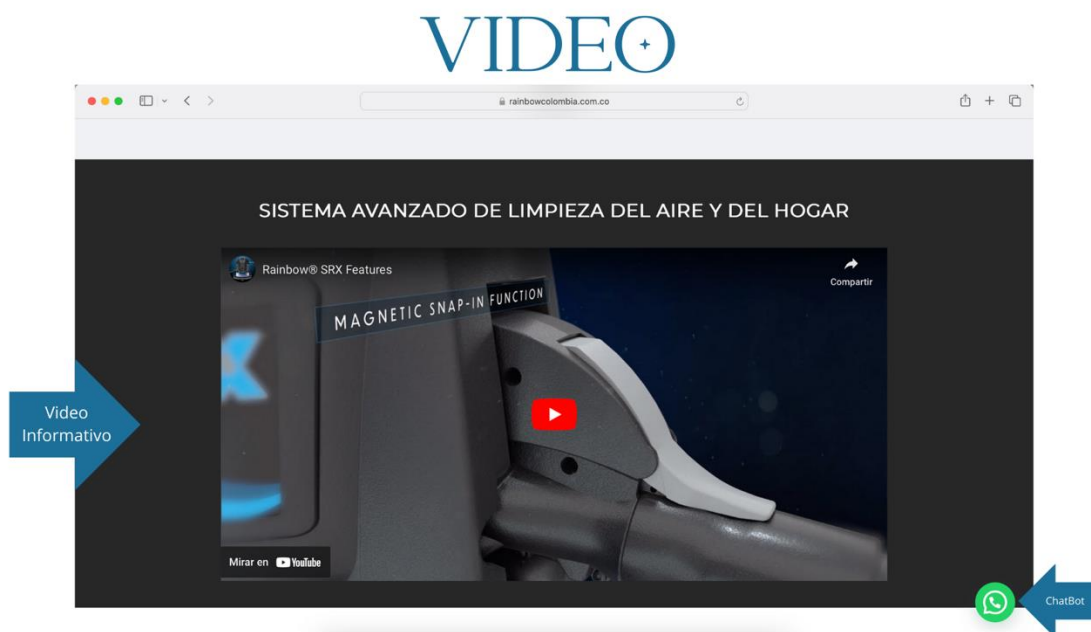 VIDEO
rainbowcolombia.com.co
SISTEMA AVANZADO DE LIMPIEZA DEL AIRE Y DEL HOGAR
Rainbow® SRX Features
Compartir
MAGNETIC SNAP-IN FUNCTION
X
Video
Informativo
Mirar en YouTube
ChatBot